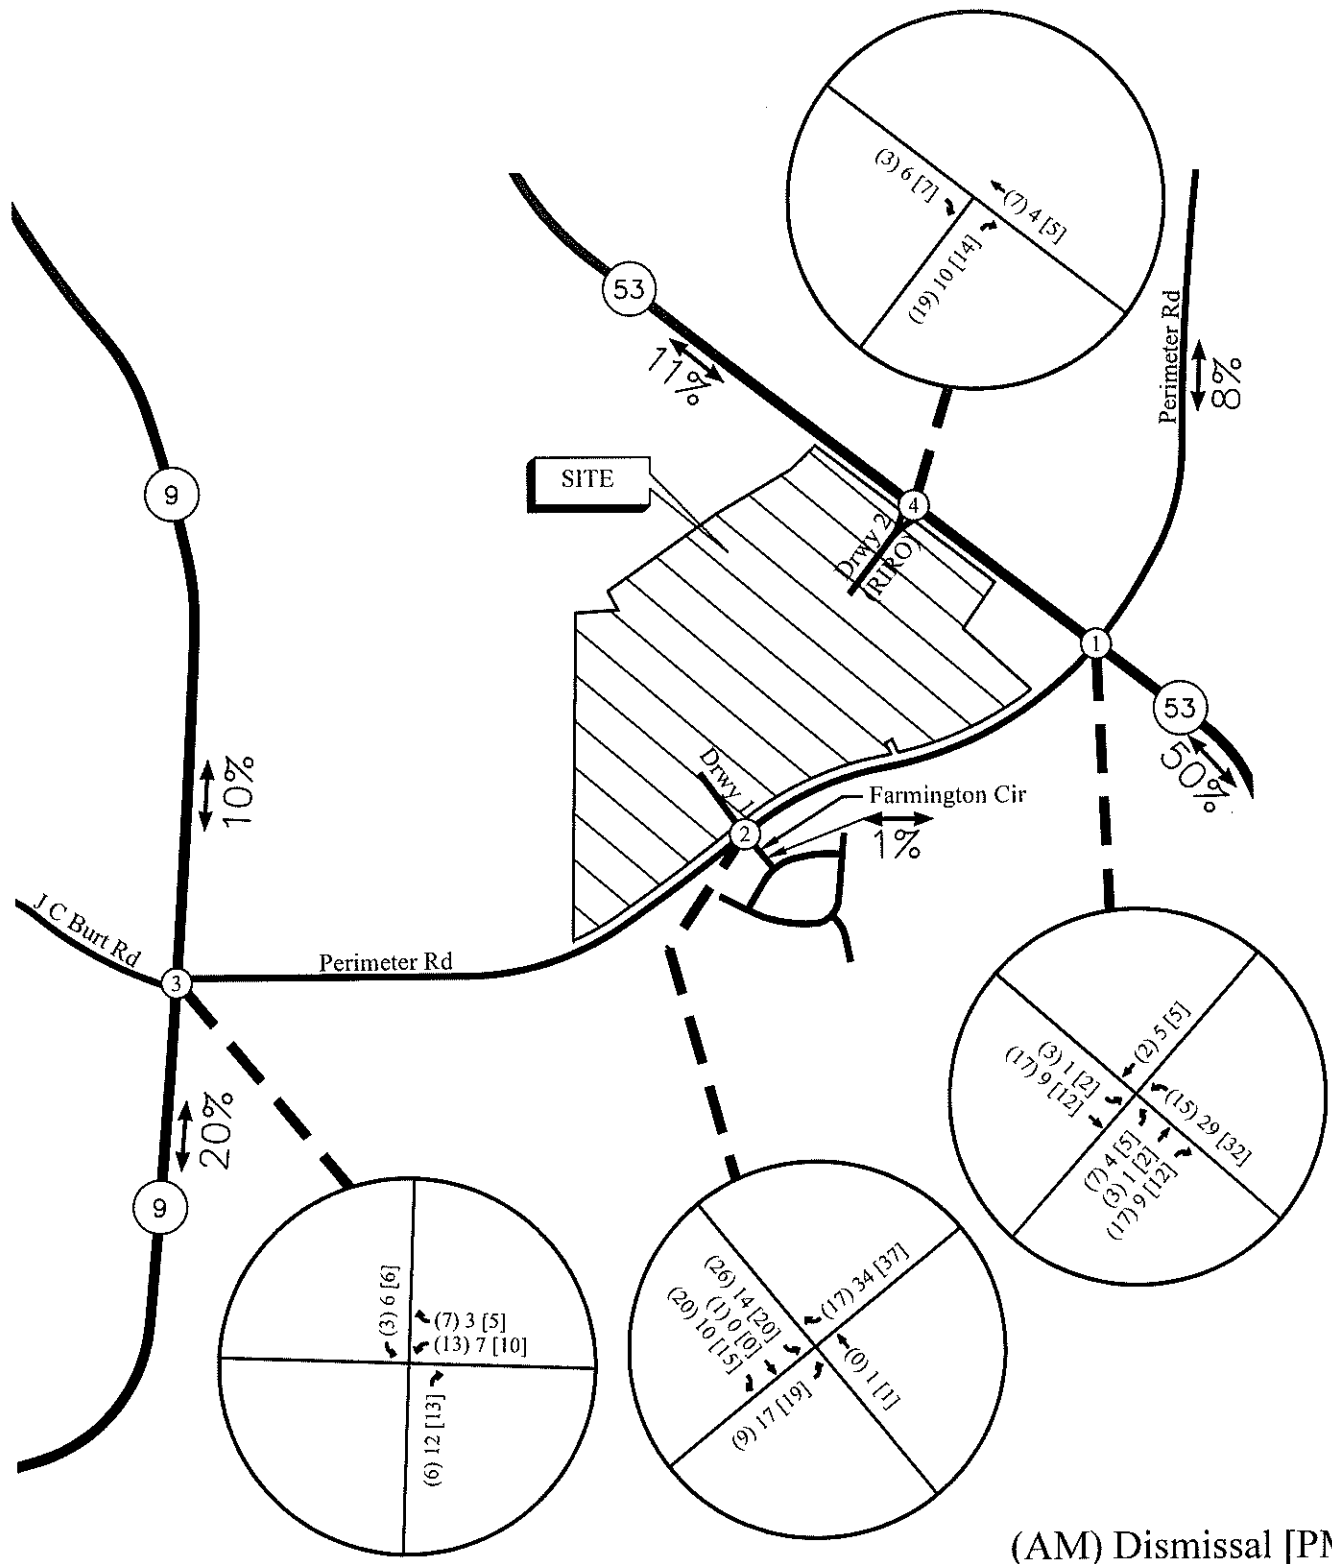 (3) 6 [7]
(7) 4 [5]
(19) 10 [14]
53
11%
Perimeter Rd
8%
9
SITE
4
Drwy 2
(RIRO)
1
53
50%
10%
Drwy 1
Farmington Cir
2
1%
J C Burt Rd
Perimeter Rd
3
20%
9
(2) 5 [5]
(3) 1 [2]
(17) 9 [12]
(15) 29 [32]
(7) 4 [5]
(3) 1 [2]
(17) 9 [12]
(3) 6 [6]
(7) 3 [5]
(13) 7 [10]
(6) 12 [13]
(26) 14 [20]
(1) 0 [0]
(20) 10 [15]
(17) 34 [37]
(0) 1 [1]
(9) 17 [19]
(AM) Dismissal [PM